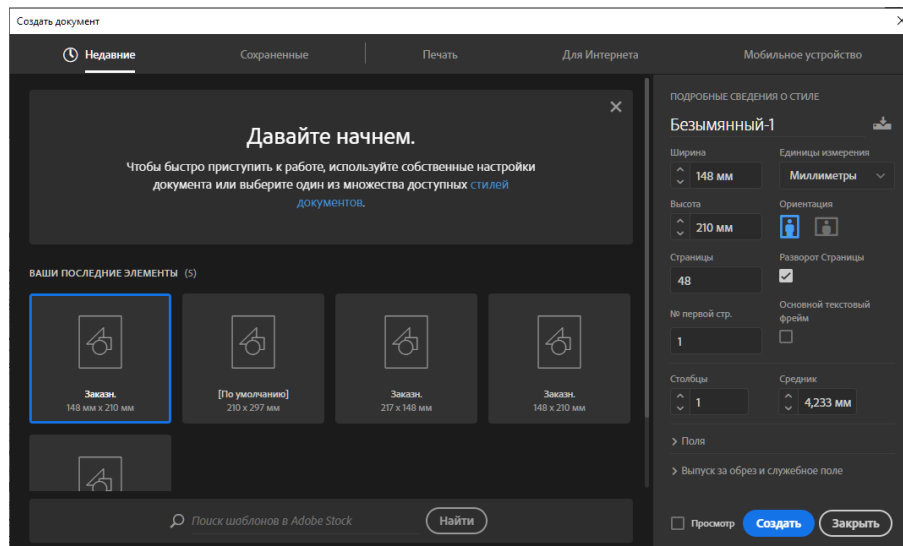 Создать документ
Недавние
Сохраненные
Печать
Для Интернета
Мобильное устройство
Давайте начнем.
Чтобы быстро приступить к работе, используйте собственные настройки
документа или выберите один из множества доступных стилей
документов.
ВАШИ ПОСЛЕДНИЕ ЭЛЕМЕНТЫ (5)
Заказн.
148 мм x 210 мм
[По умолчанию]
210 x 297 мм
Заказн.
217 x 148 мм
Заказн.
148 x 210 мм
Поиск шаблонов в Adobe Stock
Найти
ПОДРОБНЫЕ СВЕДЕНИЯ О СТИЛЕ
Безымянный-1
Ширина
Единицы измерения
148 мм
Миллиметры
Высота
Ориентация
210 мм
Страницы
Разворот Страницы
48
№ первой стр.
Основной текстовый
фрейм
1
Столбцы
Средник
1
4,233 мм
> Поля
> Выпуск за обрез и служебное поле
Просмотр
Создать
Закрыть